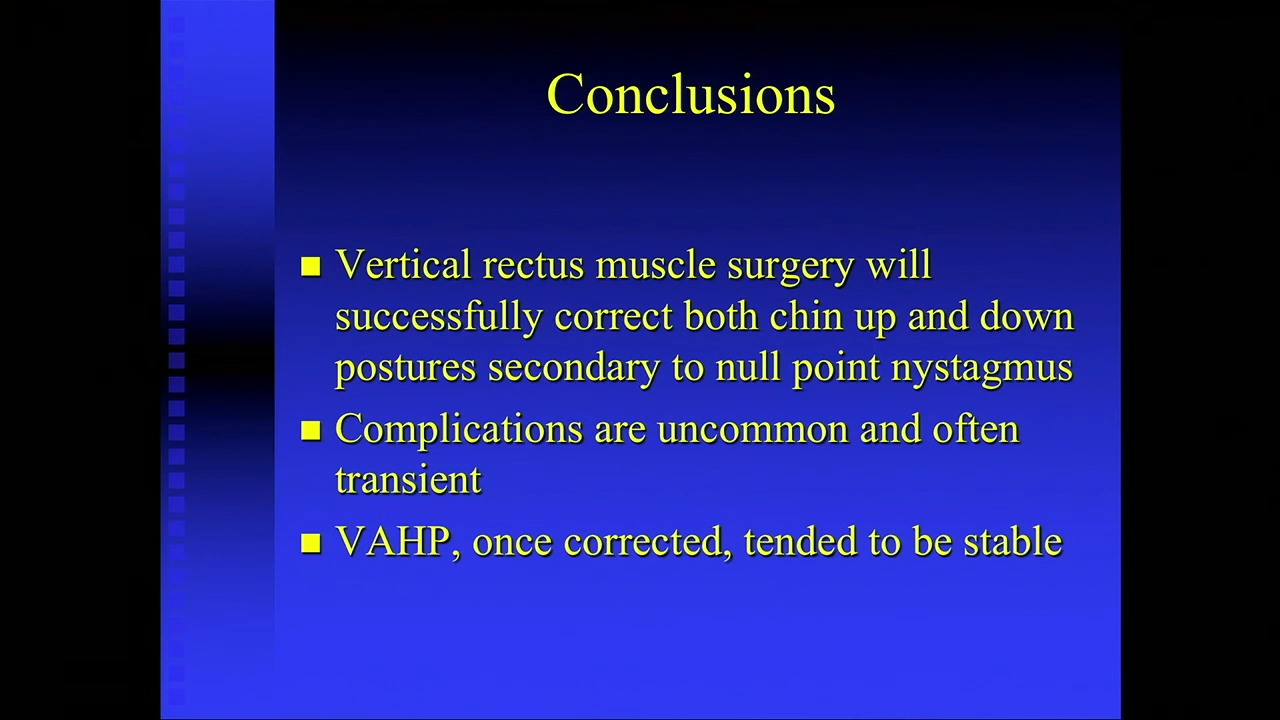 Conclusions
Vertical rectus muscle surgery will
successfully correct both chin up and down
postures secondary to null point nystagmus
Complications are uncommon and often
transient
VAHP, once corrected, tended to be stable